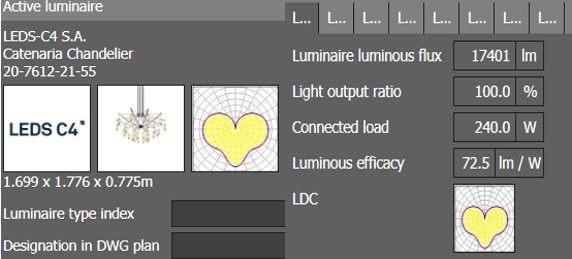 Active luminaire
LEDS-C4 S.A.
Catenaria Chandelier
20-7612-21-55
LEDS C4
1.699 x 1.776 x 0.775m
Luminaire type index
Designation in DWG plan
L... L... L... L... L... L... L... L...
Luminaire luminous flux 17401 lm
Light output ratio 100.0 %
Connected load 240.0 W
Luminous efficacy 72.5 lm / W
LDC